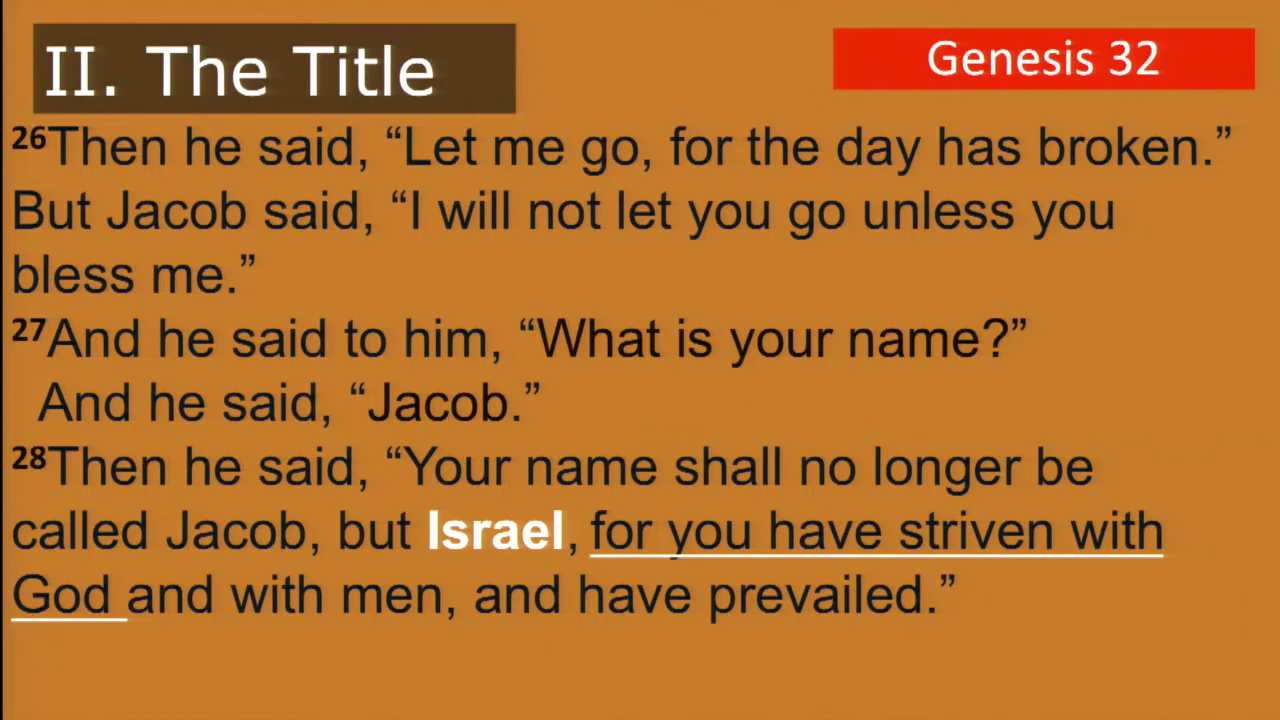 II. The Title
Genesis 32
26Then he said, “Let me go, for the day has broken.”
But Jacob said, “I will not let you go unless you
bless me.”
27And he said to him, “What is your name?”
And he said, “Jacob.”
28Then he said, “Your name shall no longer be
called Jacob, but Israel, for you have striven with
God and with men, and have prevailed.”